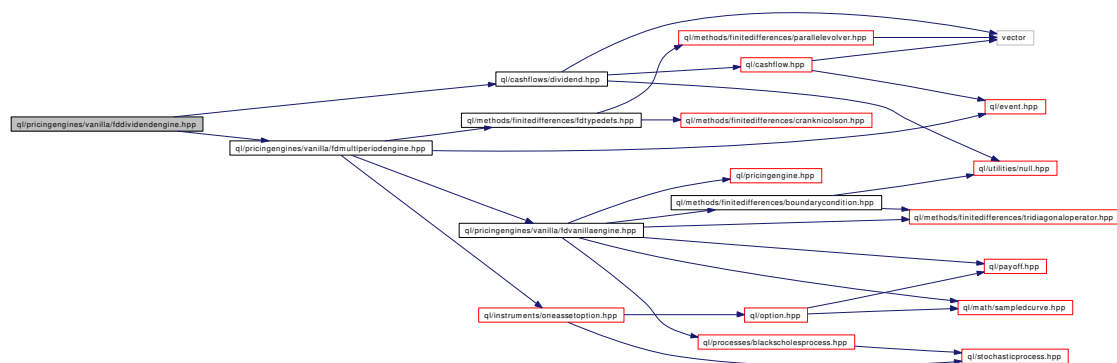 ql/methods/finitedifferences/parallelevolver.hpp
vector
ql/cashflow.hpp
ql/cashflows/dividend.hpp
ql/event.hpp
ql/pricingengines/vanilla/fddividendengine.hpp
ql/methods/finitedifferences/fdtypedefs.hpp
ql/methods/finitedifferences/cranknicolson.hpp
ql/pricingengines/vanilla/fdmultiperiodengine.hpp
ql/utilities/null.hpp
ql/pricingengine.hpp
ql/methods/finitedifferences/boundarycondition.hpp
ql/methods/finitedifferences/tridiagonaloperator.hpp
ql/pricingengines/vanilla/fdvanillaengine.hpp
ql/payoff.hpp
ql/math/sampledcurve.hpp
ql/instruments/oneassetoption.hpp
ql/option.hpp
ql/processes/blackscholesprocess.hpp
ql/stochasticprocess.hpp